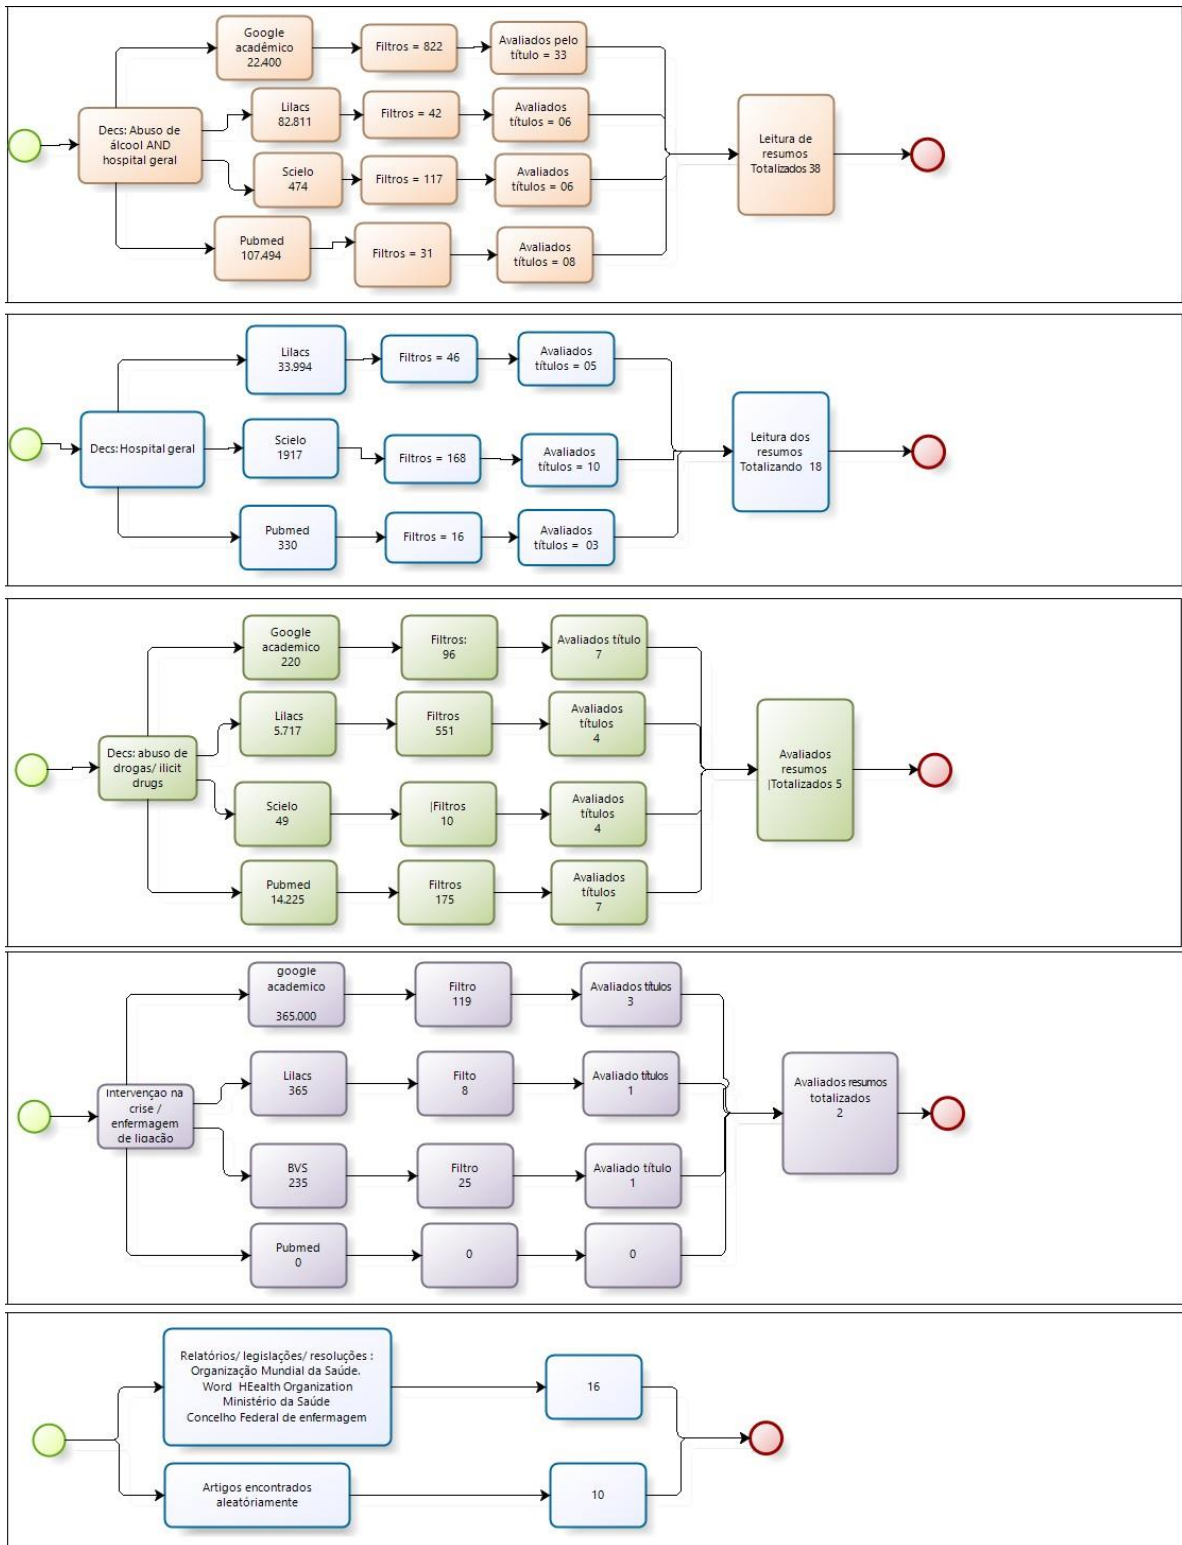 Decs: Abuso de
álcool AND
hospital geral
Google
acadêmico
22.400
Filtros = 822
Avaliados pelo
título = 33
Lilacs
82.811
Filtros = 42
Avaliados
títulos = 06
Scielo
474
Filtros = 117
Avaliados
títulos = 06
Pubmed
107.494
Filtros = 31
Avaliados
títulos = 08
Leitura de
resumos
Totalizados 38
Decs: Hospital geral
Lilacs
33.994
Filtros = 46
Avaliados
títulos = 05
Scielo
1917
Filtros = 168
Avaliados
títulos = 10
Pubmed
330
Filtros = 16
Avaliados
títulos = 03
Leitura dos
resumos
Totalizando 18
Decs: abuso de
drogas/ ilicit
drugs
Google
academico
220
Filtros:
96
Avaliados título
7
Lilacs
5.717
Filtros
551
Avaliados
títulos
4
Scielo
49
|Filtros
10
Avaliados
títulos
4
Pubmed
14.225
Filtros
175
Avaliados
títulos
7
Avaliados
resumos
|Totalizados 5
Intervençao na
crise /
enfermagem
de ligação
google
academico
365.000
Filtro
119
Avaliados títulos
3
Lilacs
365
Filto
8
Avaliado títulos
1
BVS
235
Filtro
25
Avaliado título
1
Pubmed
0
0
0
Avaliados resumos
totalizados
2
Relatórios/ legislações/ resoluções :
Organização Mundial da Saúde.
Word HEealth Organization
Ministério da Saúde
Concelho Federal de enfermagem
16
Artigos encontrados
aleatóriamente
10